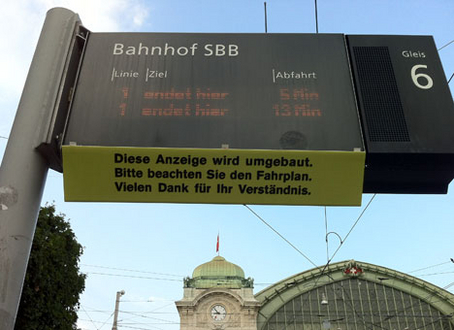 Bahnhof SBB
Gleis
6
Linie Ziel Abfahrt
1 endet hier 5 Min
1 endet hier 13 Min
Diese Anzeige wird umgebaut.
Bitte beachten Sie den Fahrplan.
Vielen Dank für Ihr Verständnis.